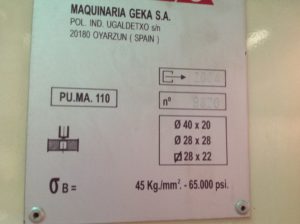 MAQUINARIA GEKA S.A.
POL. IND. UGALDETXO s/n
20180 OYARZUN ( SPAIN )
PU.MA. 110
nº
Ø 40 x 20
Ø 28 x 28
28 x 22
σB = 45 Kg./mm². - 65.000 psi.